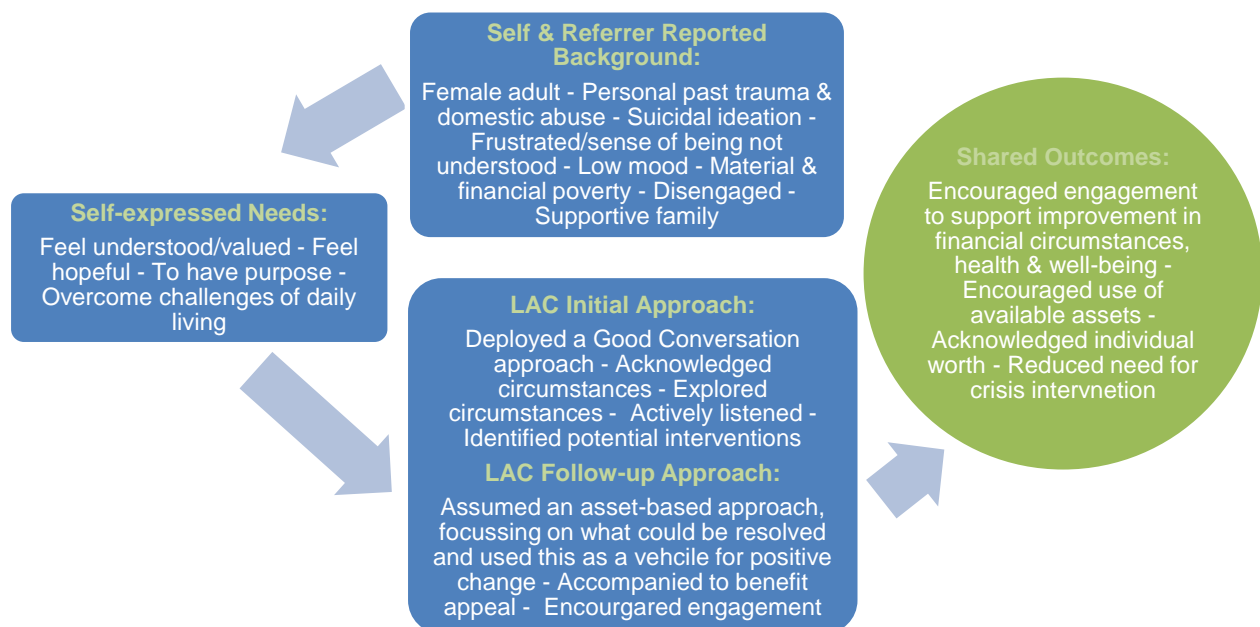 Self & Referrer Reported
Background:
Female adult - Personal past trauma &
domestic abuse - Suicidal ideation -
Frustrated/sense of being not
understood - Low mood - Material &
financial poverty - Disengaged -
Supportive family
Self-expressed Needs:
Feel understood/valued - Feel
hopeful - To have purpose -
Overcome challenges of daily
living
LAC Initial Approach:
Deployed a Good Conversation
approach - Acknowledged
circumstances - Explored
circumstances - Actively listened -
Identified potential interventions
LAC Follow-up Approach:
Assumed an asset-based approach,
focussing on what could be resolved
and used this as a vehcile for positive
change - Accompanied to benefit
appeal - Encourgared engagement
Shared Outcomes:
Encouraged engagement
to support improvement in
financial circumstances,
health & well-being -
Encouraged use of
available assets -
Acknowledged individual
worth - Reduced need for
crisis intervnetion